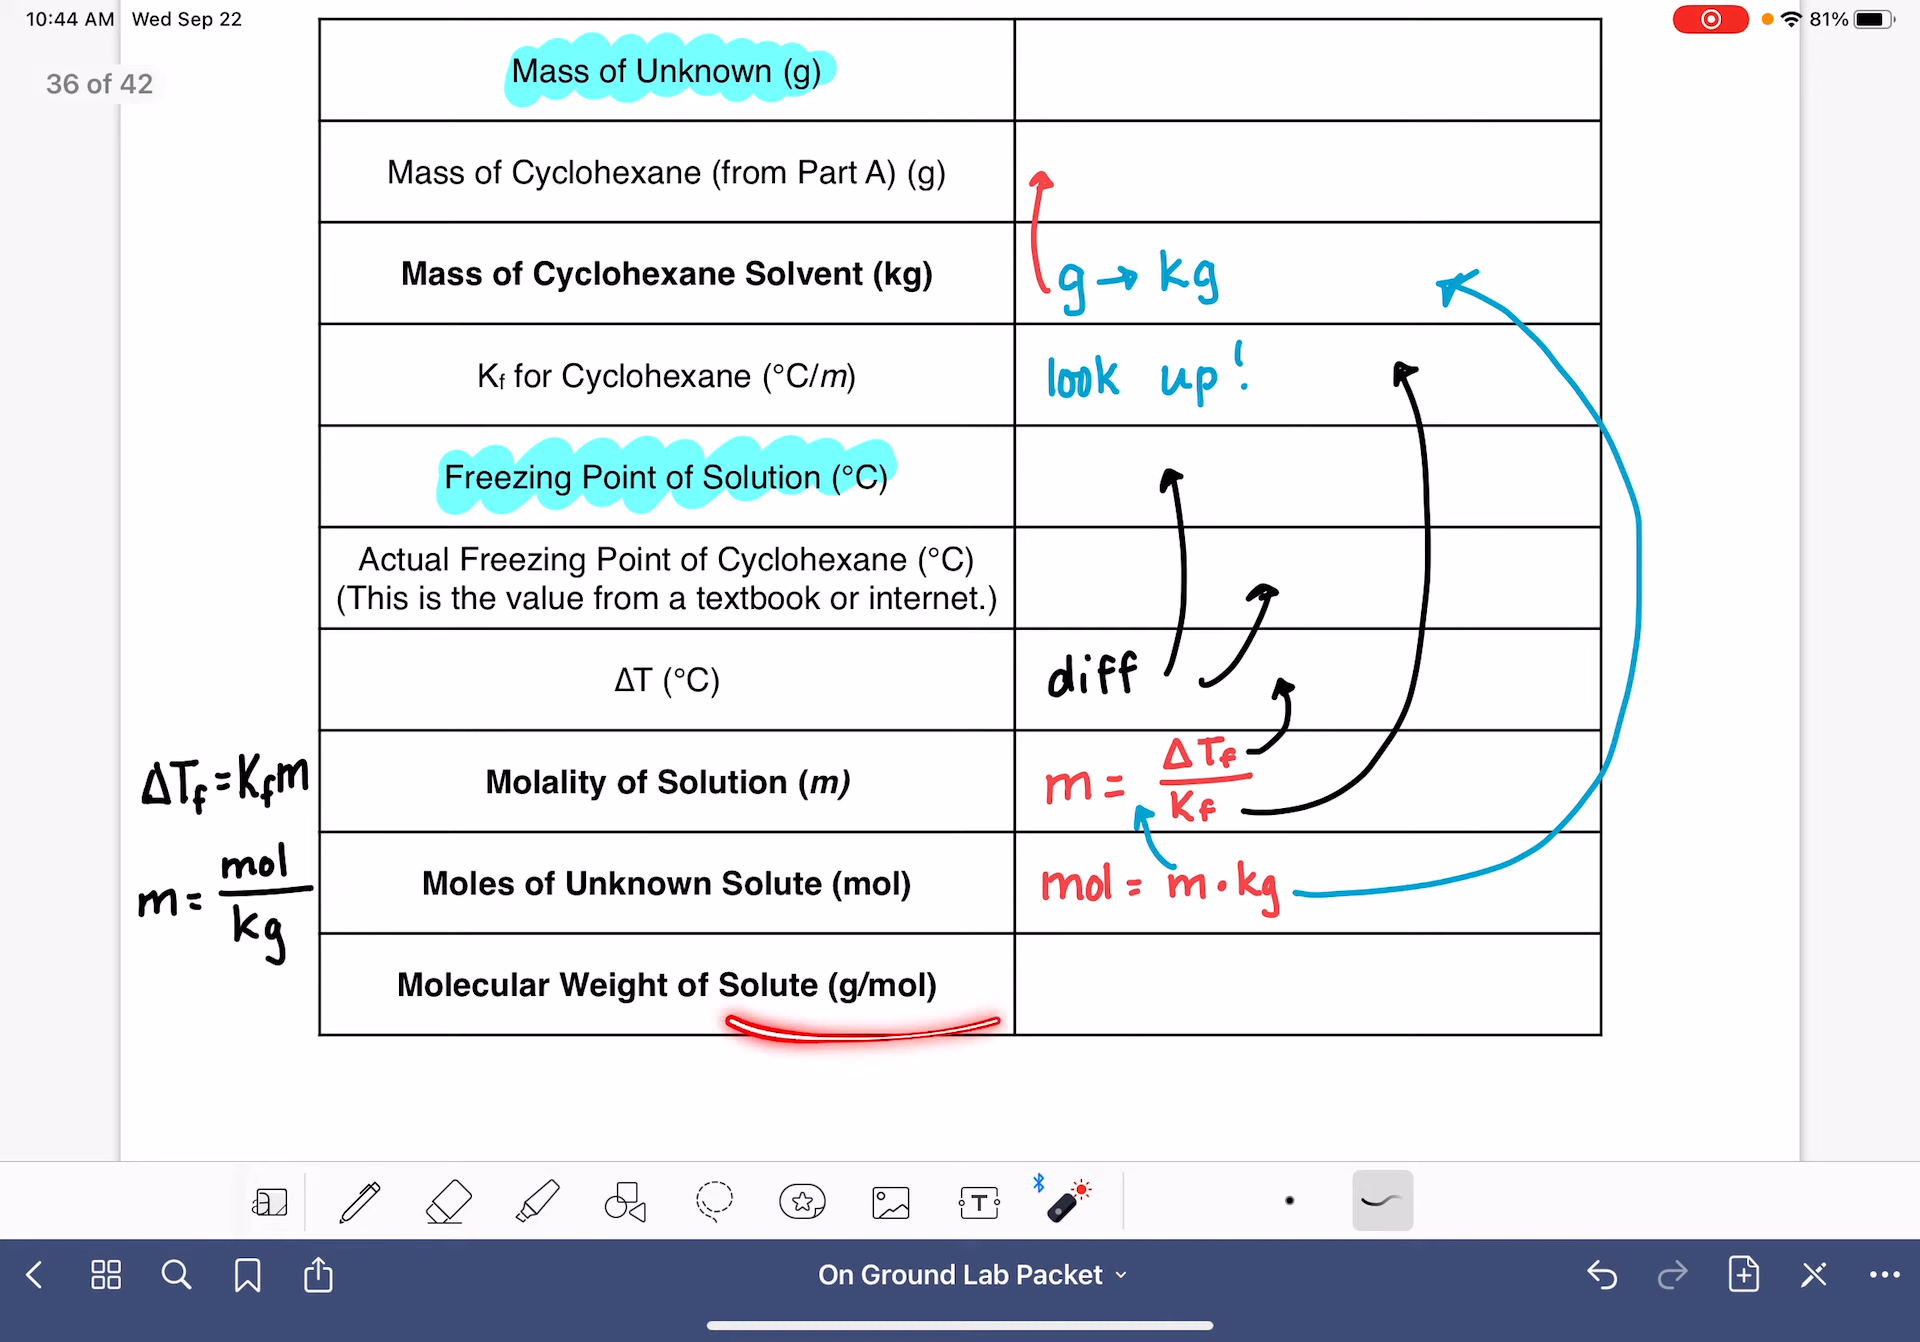 10:44 AM Wed Sep 22
81%
36 of 42
Mass of Unknown (g)
Mass of Cyclohexane (from Part A) (g)
Mass of Cyclohexane Solvent (kg)
g → kg
Kf for Cyclohexane (°C/m)
look up!
Freezing Point of Solution (°C)
Actual Freezing Point of Cyclohexane (°C)
(This is the value from a textbook or internet.)
ΔT (°C)
diff
ΔTf = Kfm
Molality of Solution (m)
m = ΔTf / Kf
m = mol / kg
Moles of Unknown Solute (mol)
mol = m · kg
Molecular Weight of Solute (g/mol)
a
T
On Ground Lab Packet